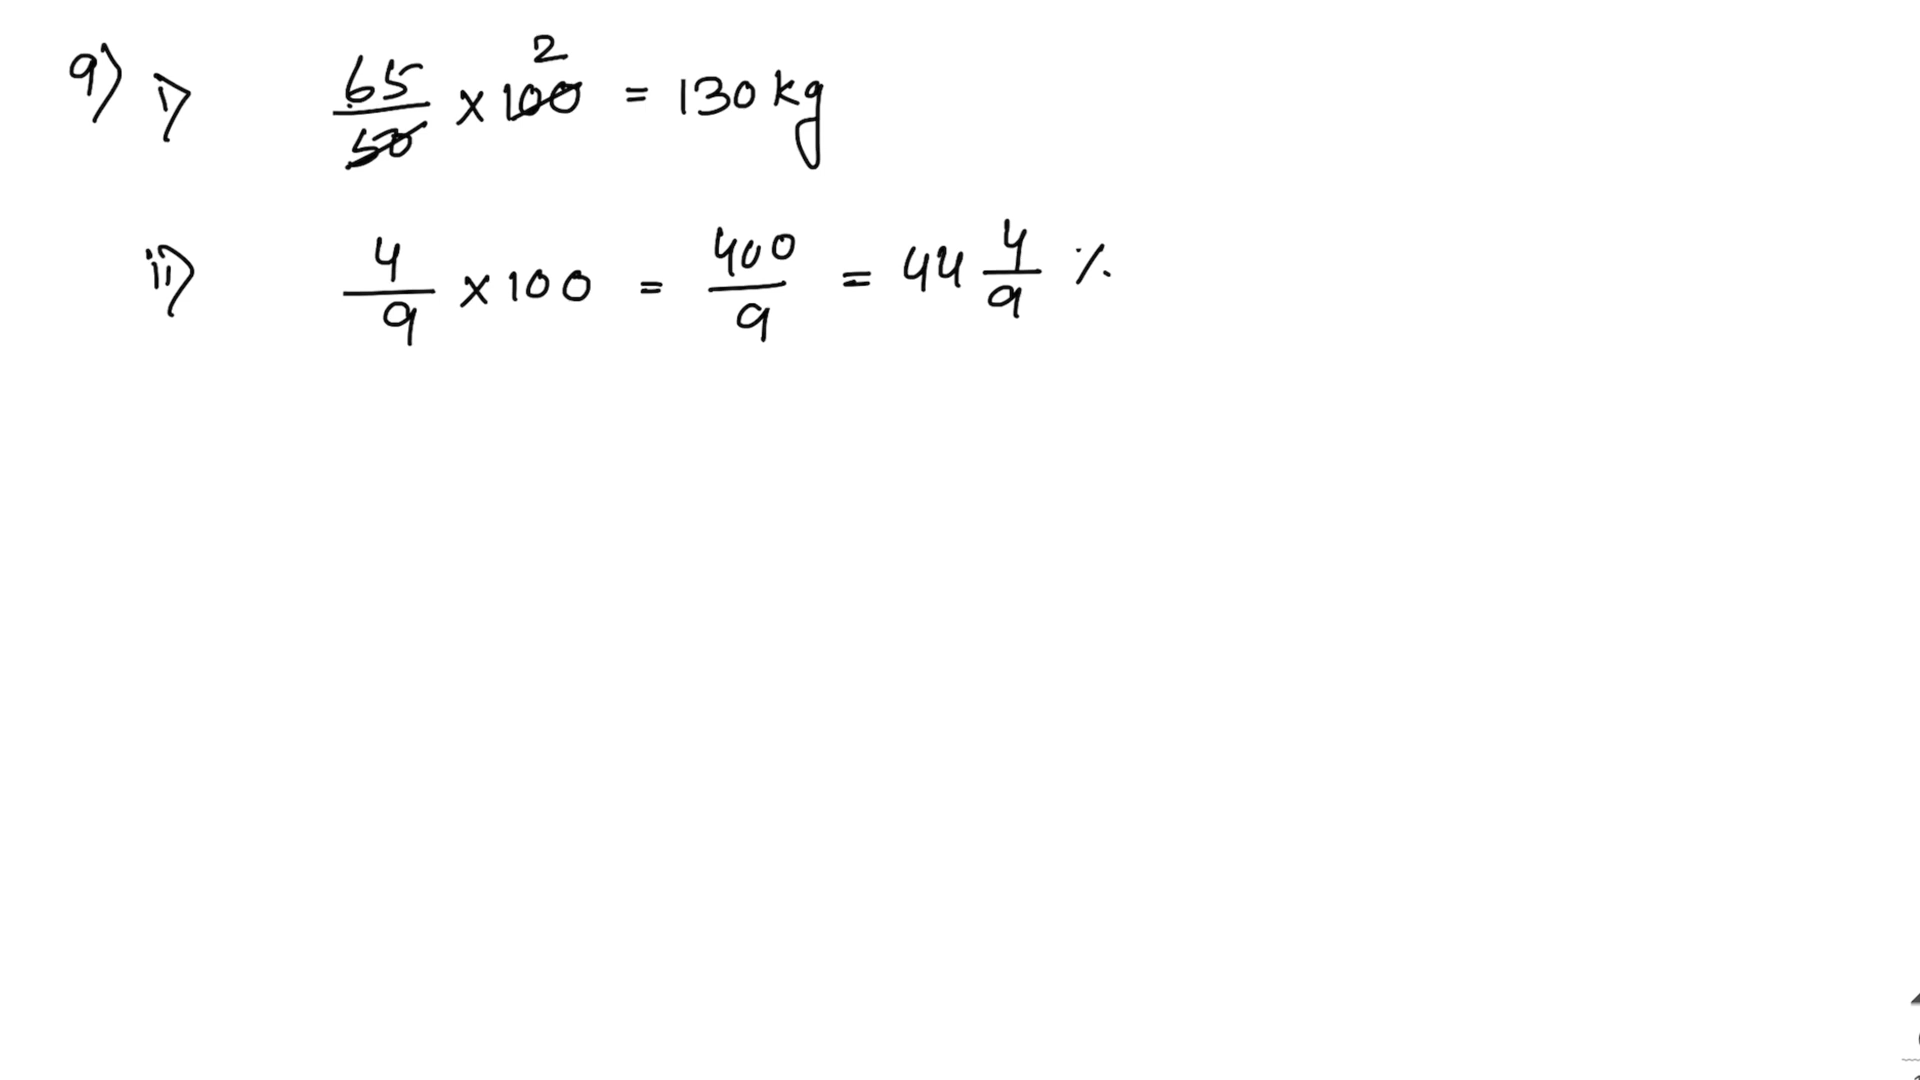 9) i) 65/50 × 100 2 = 130 kg
ii) 4/9 × 100 = 400/9 = 44 4/9 %